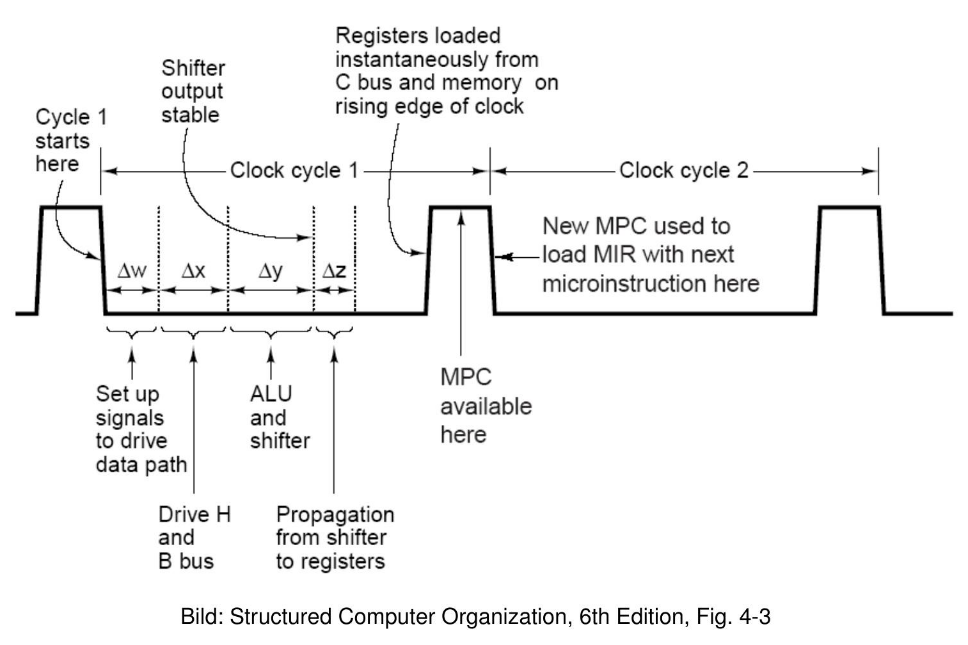 Registers loaded
instantaneously from
C bus and memory on
rising edge of clock
Shifter
output
stable
Cycle 1
starts
here
Clock cycle 1
Clock cycle 2
Δw
Δx
Δy
Δz
New MPC used to
load MIR with next
microinstruction here
Set up
signals
to drive
data path
ALU
and
shifter
MPC
available
here
Drive H
and
B bus
Propagation
from shifter
to registers
Bild: Structured Computer Organization, 6th Edition, Fig. 4-3